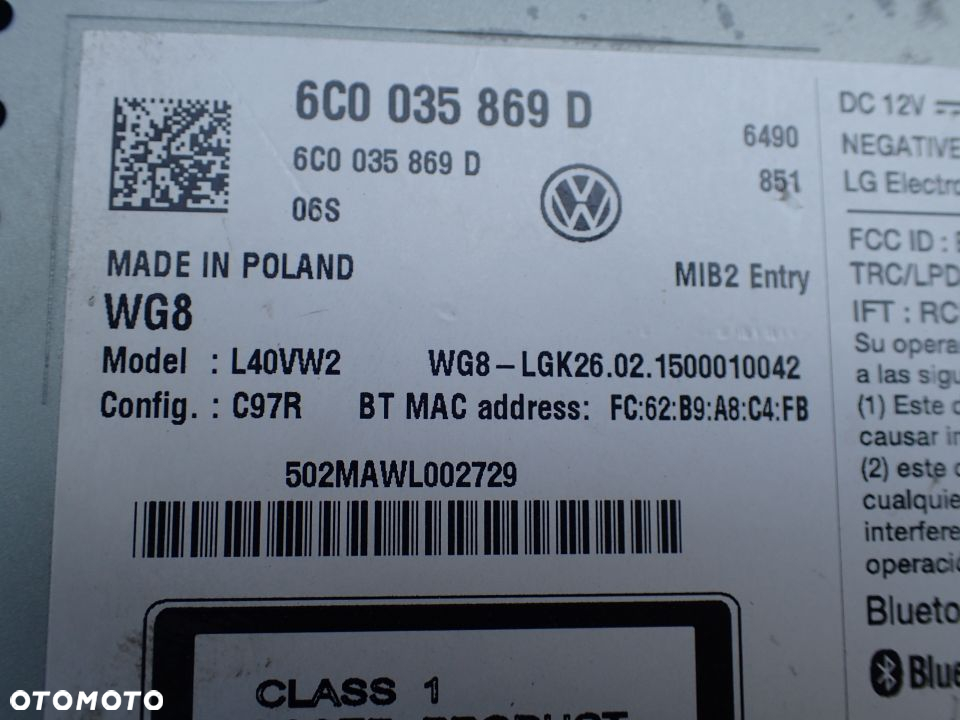 6C0 035 869 D
6C0 035 869 D
06S
6490
851
MADE IN POLAND
MIB2 Entry
WG8
Model : L40VW2 WG8-LGK26.02.1500010042
Config. : C97R BT MAC address: FC:62:B9:A8:C4:FB
502MAWL002729
CLASS 1
DC 12V
NEGATIVE
LG Electro
FCC ID :
TRC/LPD
IFT : RC
Su opera
a las sigu
(1) Este
causar in
(2) este
cualquie
interfere
operació
Blueto
Blue
OTOMOTO